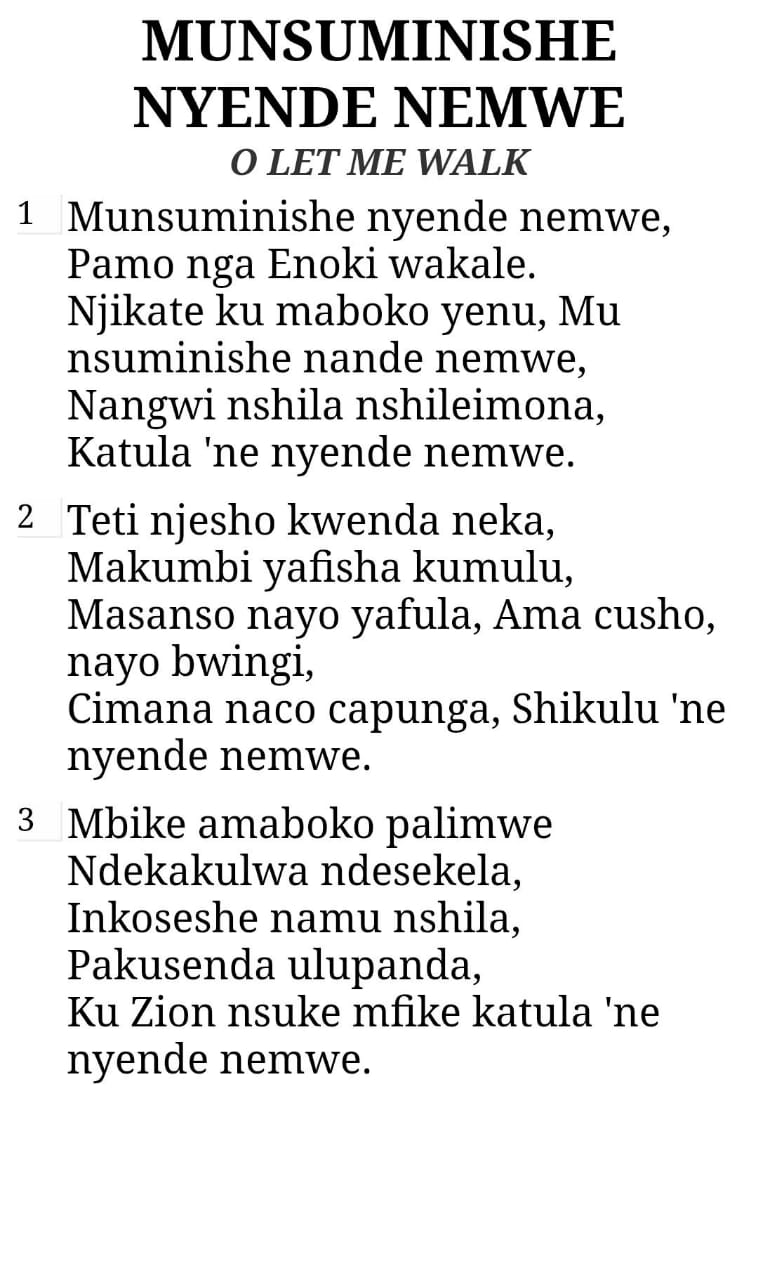 MUNSUMINISHE
NYENDE NEMWE
O LET ME WALK
1 Munsuminishe nyende nemwe,
Pamo nga Enoki wakale.
Njikate ku maboko yenu, Mu
nsuminishe nande nemwe,
Nangwi nshila nshileimona,
Katula 'ne nyende nemwe.
2 Teti njesho kwenda neka,
Makumbi yafisha kumulu,
Masanso nayo yafula, Ama cusho,
nayo bwingi,
Cimana naco capunga, Shikulu 'ne
nyende nemwe.
3 Mbike amaboko palimwe
Ndekakulwa ndesekela,
Inkoseshe namu nshila,
Pakusenda ulupanda,
Ku Zion nsuke mfike katula 'ne
nyende nemwe.